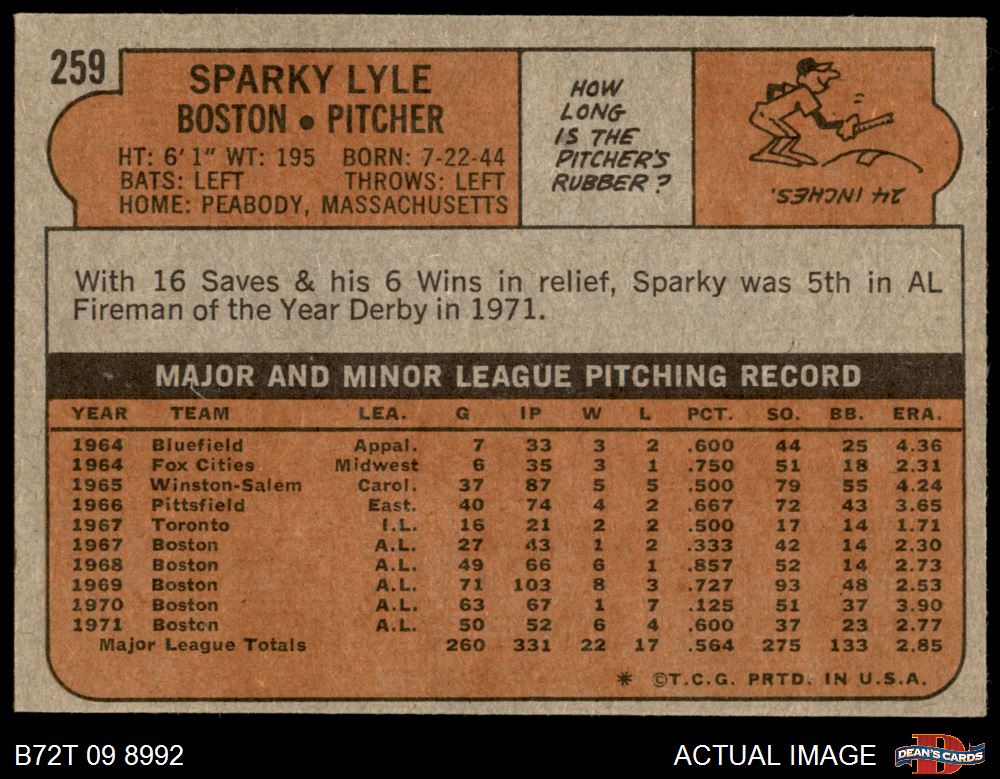 259
SPARKY LYLE
BOSTON • PITCHER
HT: 6' 1" WT: 195 BORN: 7-22-44
BATS: LEFT THROWS: LEFT
HOME: PEABODY, MASSACHUSETTS
HOW
LONG
IS THE
PITCHER'S
RUBBER?
24 INCHES.
With 16 Saves & his 6 Wins in relief, Sparky was 5th in AL
Fireman of the Year Derby in 1971.
MAJOR AND MINOR LEAGUE PITCHING RECORD
YEAR TEAM LEA. G IP W L PCT. SO. BB. ERA.
1964 Bluefield Appal. 7 33 3 2 .600 44 25 4.36
1964 Fox Cities Midwest 6 35 3 1 .750 51 18 2.31
1965 Winston-Salem Carol. 37 87 5 5 .500 79 55 4.24
1966 Pittsfield East. 40 74 4 2 .667 72 43 3.65
1967 Toronto I.L. 16 21 2 2 .500 17 14 1.71
1967 Boston A.L. 27 43 1 2 .333 42 14 2.30
1968 Boston A.L. 49 66 6 1 .857 52 14 2.73
1969 Boston A.L. 71 103 8 3 .727 93 48 2.53
1970 Boston A.L. 63 67 1 7 .125 51 37 3.90
1971 Boston A.L. 50 52 6 4 .600 37 23 2.77
Major League Totals 260 331 22 17 .564 275 133 2.85
* ©T.C.G. PRTD. IN U.S.A.
B72T 09 8992
ACTUAL IMAGE
DEAN'S CARDS